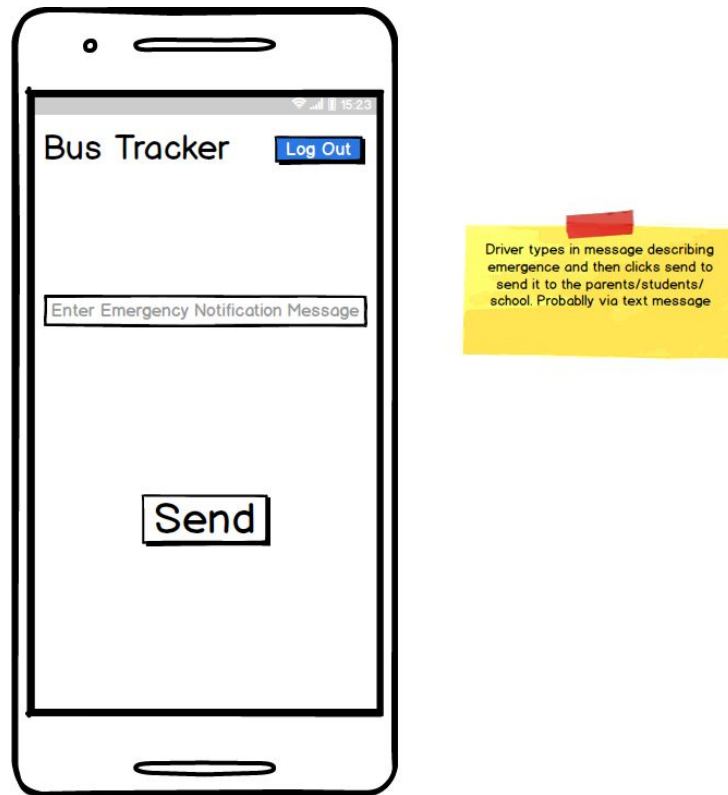 15:23
Bus Tracker
Log Out
Enter Emergency Notification Message
Send
Driver types in message describing
emergence and then clicks send to
send it to the parents/students/
school. Probablly via text message